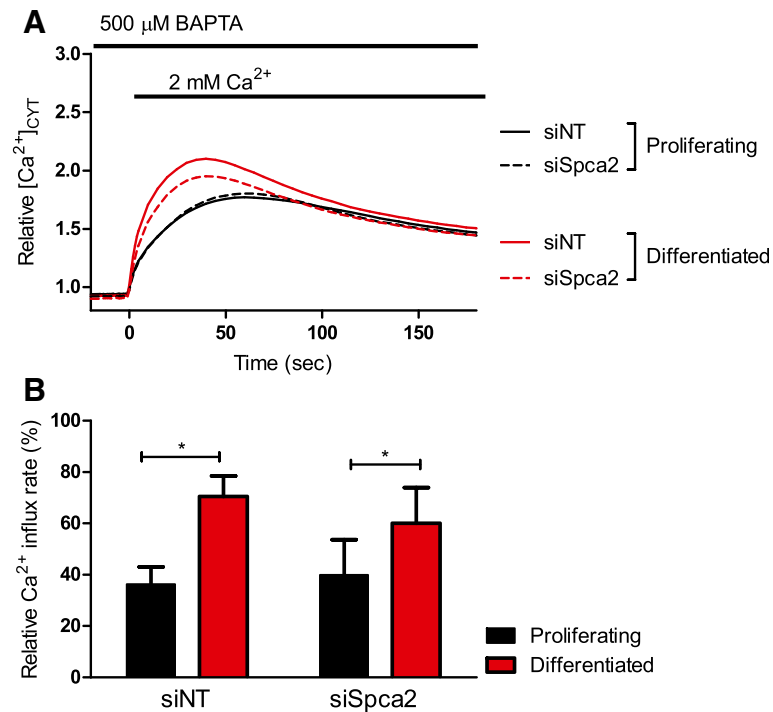 A
500 μM BAPTA
2 mM Ca²⁺
3.0
2.5
2.0
1.5
1.0
Relative [Ca²⁺]CYT
0
50
100
150
Time (sec)
siNT
siSpca2
Proliferating
siNT
siSpca2
Differentiated
B
100
80
60
40
20
0
Relative Ca²⁺ influx rate (%)
*
*
siNT
siSpca2
Proliferating
Differentiated